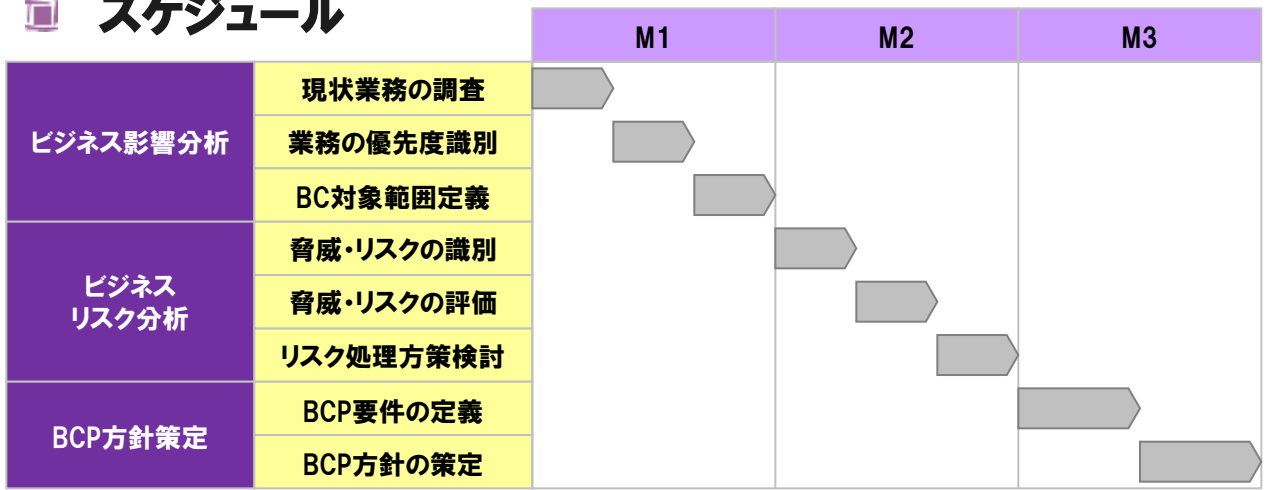 スケジュール
M1 M2 M3
ビジネス影響分析
現状業務の調査
業務の優先度識別
BC対象範囲定義
ビジネス
リスク分析
脅威・リスクの識別
脅威・リスクの評価
リスク処理方策検討
BCP方針策定
BCP要件の定義
BCP方針の策定